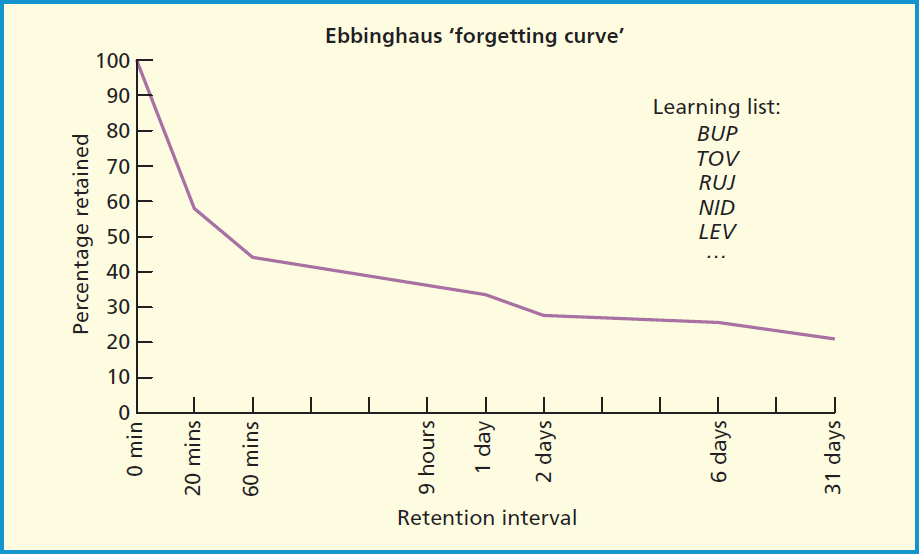 Ebbinghaus ‘forgetting curve’
Percentage retained
100
90
80
70
60
50
40
30
20
10
0
Learning list:
BUP
TOV
RUJ
NID
LEV
...
0 min
20 mins
60 mins
9 hours
1 day
2 days
6 days
31 days
Retention interval